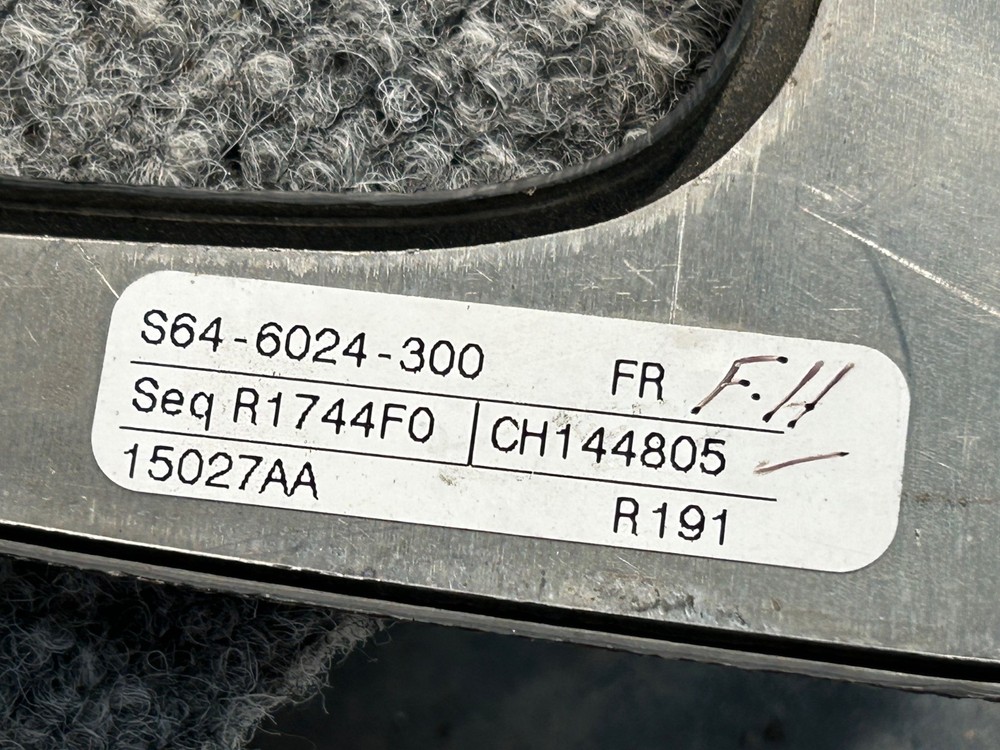 S64-6024-300 FR F.H
Seq R1744F0 CH144805
15027AA R191